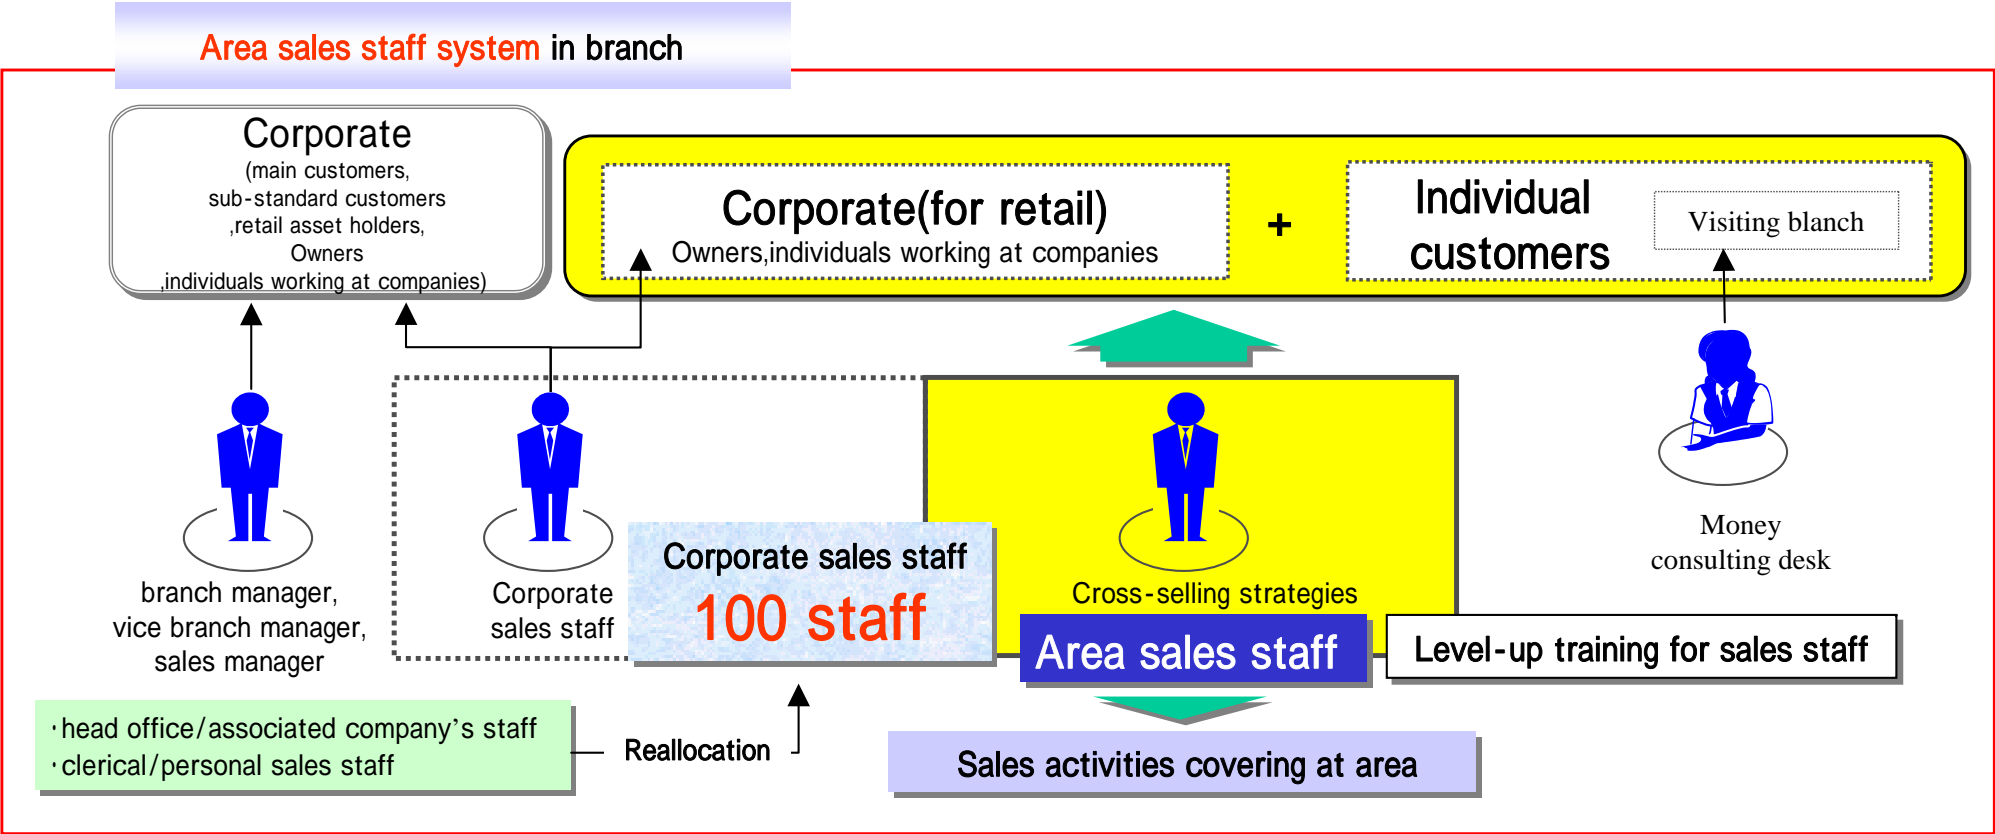 Area sales staff system in branch
Corporate
(main customers,
sub-standard customers
,retail asset holders,
Owners
,individuals working at companies)
Corporate(for retail)
Owners,individuals working at companies
+
Individual
customers
Visiting blanch
branch manager,
vice branch manager,
sales manager
Corporate
sales staff
Corporate sales staff
100 staff
Cross-selling strategies
Area sales staff
Money
consulting desk
Level-up training for sales staff
・head office/associated company’s staff
・clerical/personal sales staff
Reallocation
Sales activities covering at area